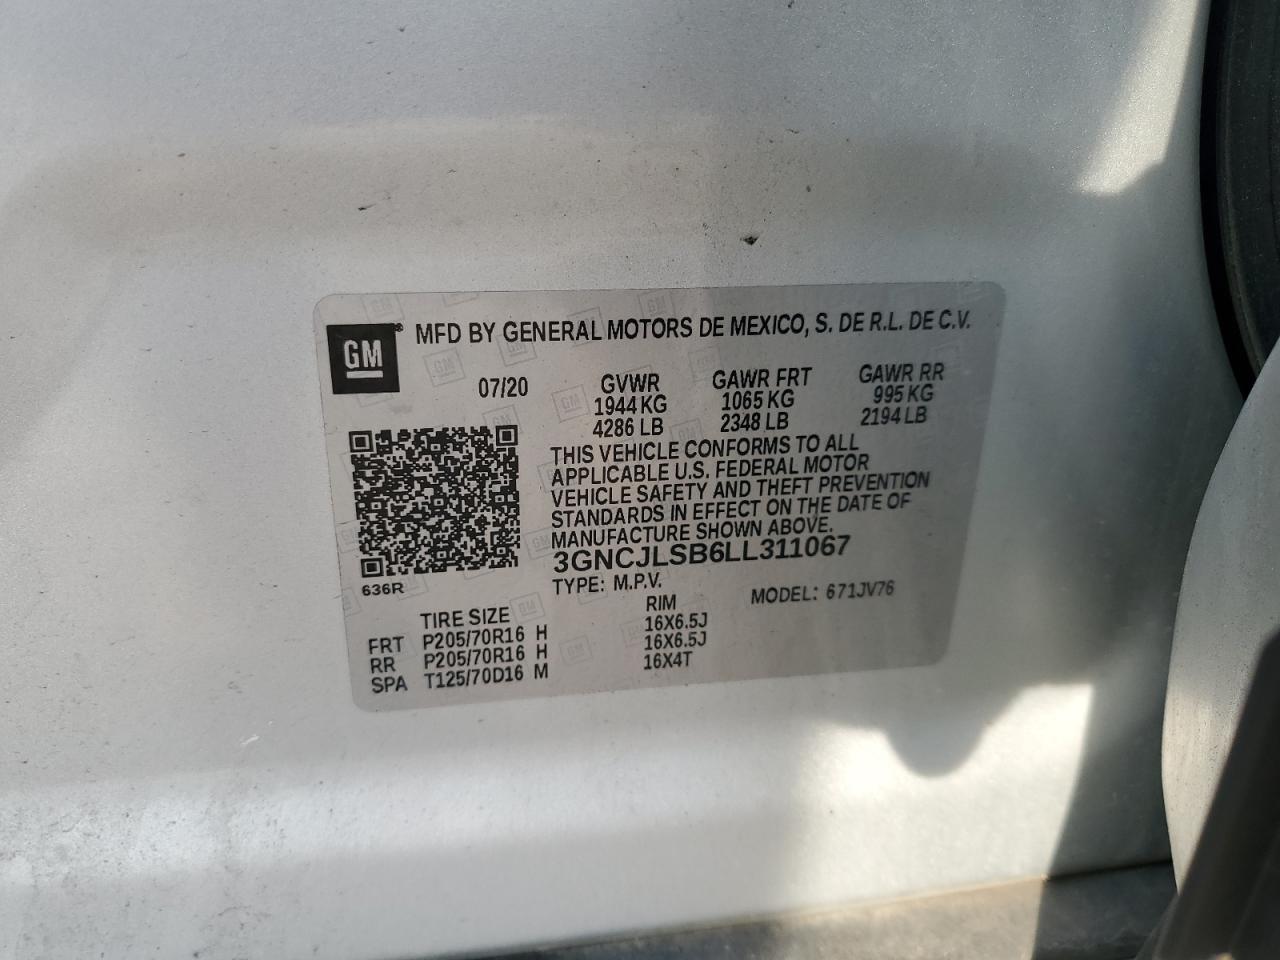 GM® MFD BY GENERAL MOTORS DE MEXICO, S. DE R.L. DE C.V.
07/20 GVWR GAWR FRT GAWR RR
1944 KG 1065 KG 995 KG
4286 LB 2348 LB 2194 LB
THIS VEHICLE CONFORMS TO ALL
APPLICABLE U.S. FEDERAL MOTOR
VEHICLE SAFETY AND THEFT PREVENTION
STANDARDS IN EFFECT ON THE DATE OF
MANUFACTURE SHOWN ABOVE.
3GNCJLSB6LL311067
636R TYPE: M.P.V. MODEL: 671JV76
TIRE SIZE RIM
FRT P205/70R16 H 16X6.5J
RR P205/70R16 H 16X6.5J
SPA T125/70D16 M 16X4T